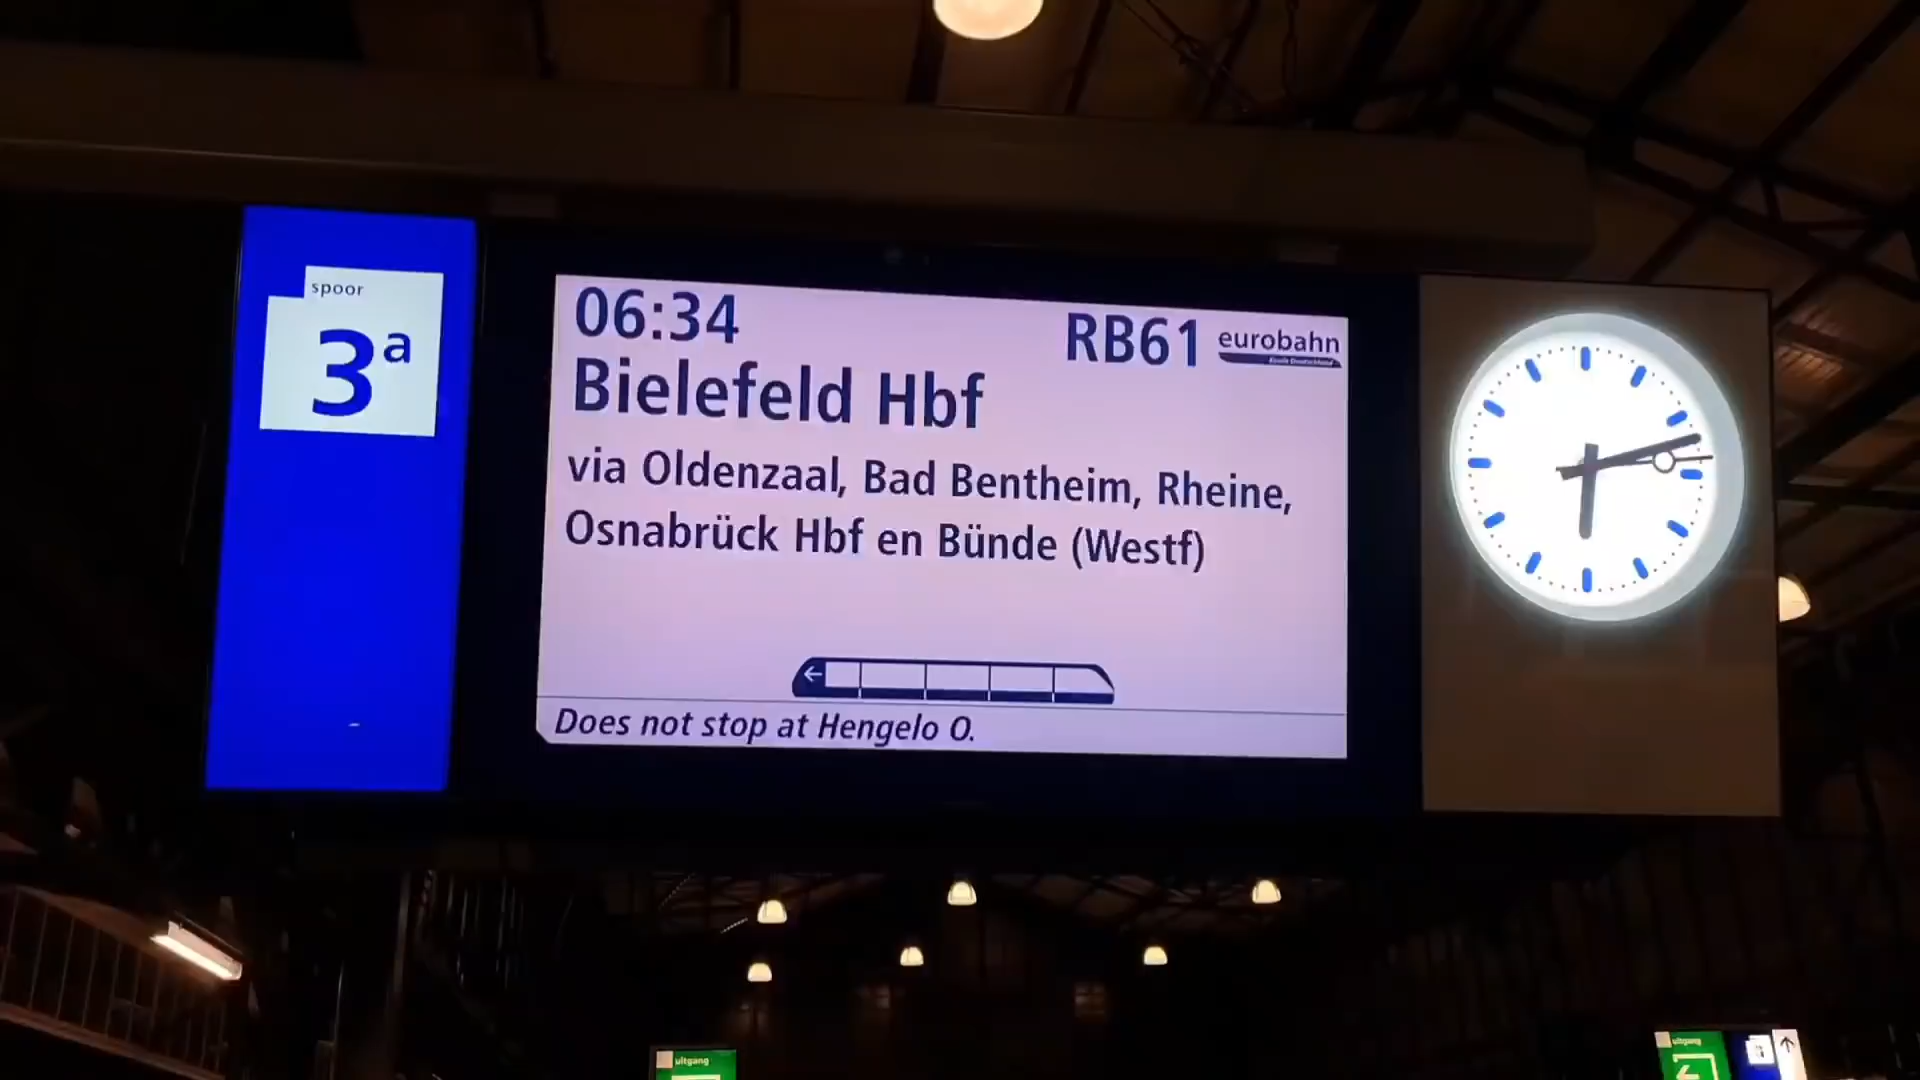 spoor
3a
06:34
RB61 eurobahn
Bielefeld Hbf
via Oldenzaal, Bad Bentheim, Rheine,
Osnabrück Hbf en Bünde (Westf)
Does not stop at Hengelo O.
uitgang
uitgang